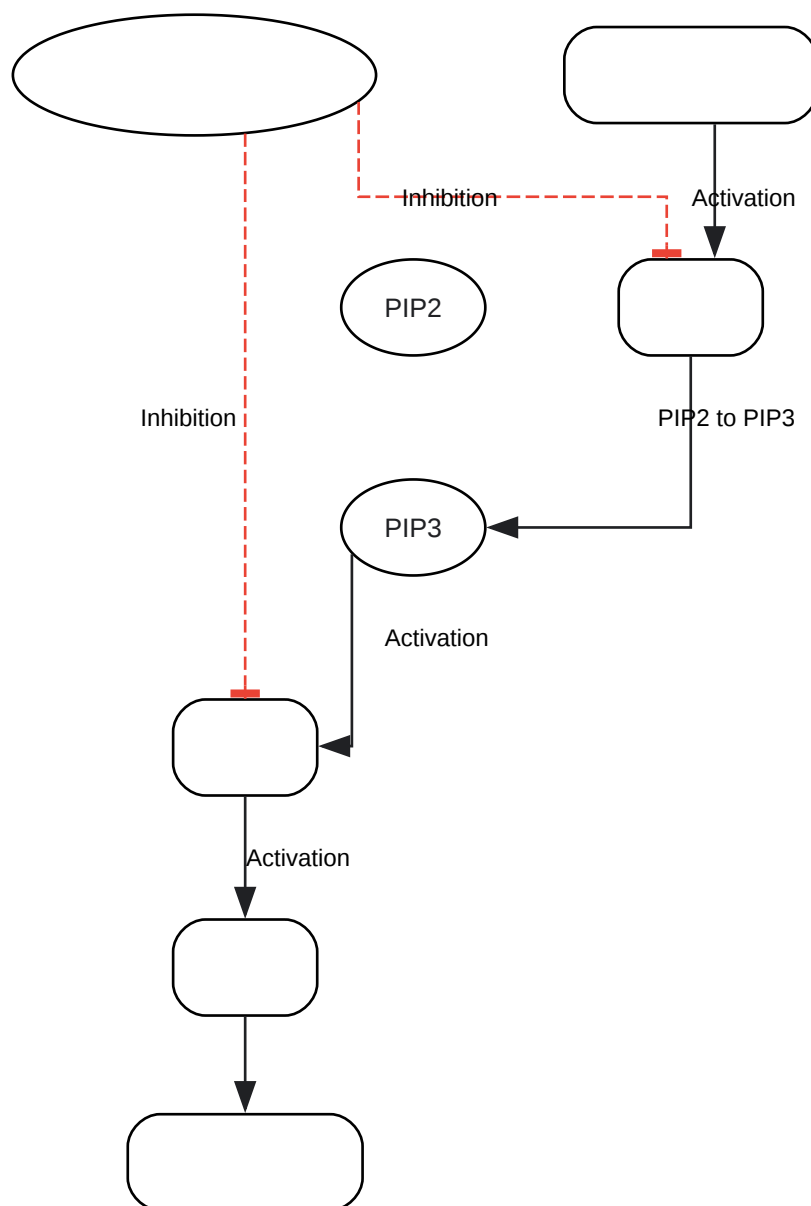 Inhibition
Activation
PIP2
Inhibition
PIP2 to PIP3
PIP3
Activation
Activation